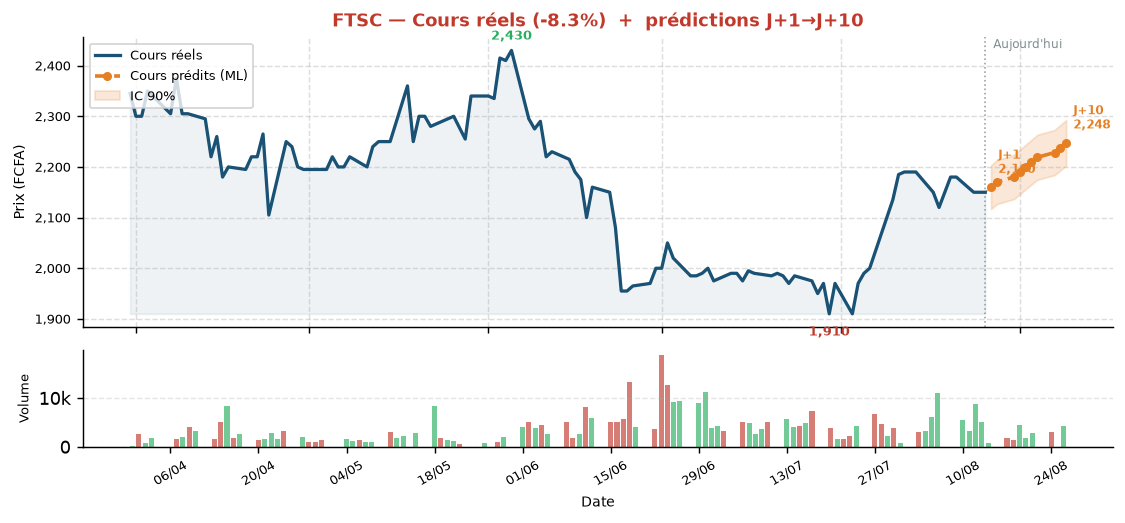 FTSC — Cours réels (-8.3%)  +  prédictions J+1→J+10
2,430
Aujourd'hui
Cours réels
Cours prédits (ML)
IC 90%
J+10
2,248
J+1
Prix (FCFA)
2,400
2,300
2,200
2,100
2,000
1,900
1,910
Volume
10k
0
06/04
20/04
04/05
18/05
01/06
15/06
29/06
13/07
27/07
10/08
24/08
Date